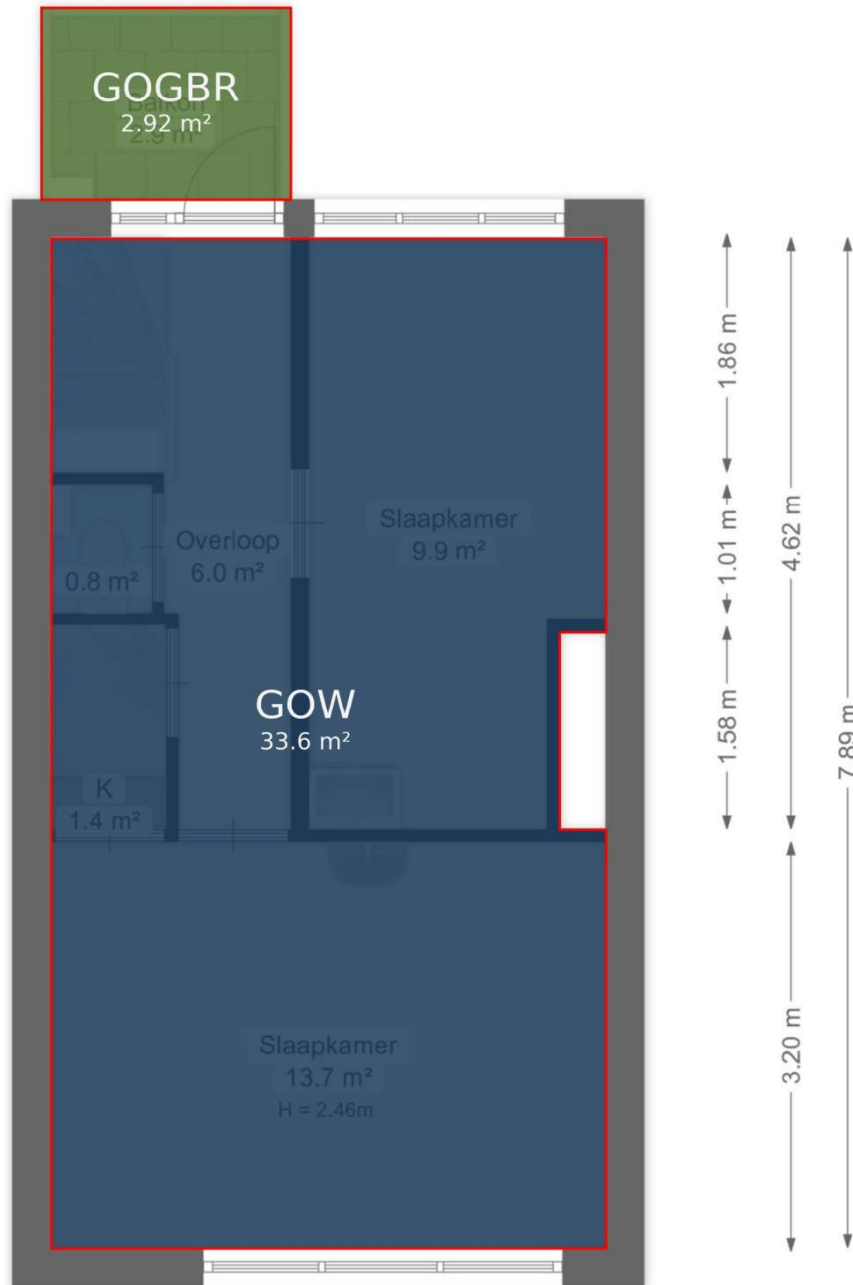 GOGBR
Balkon
2.92 m²
2.9 m²
1.86 m
4.62 m
7.89 m
1.01 m
Slaapkamer
9.9 m²
Overloop
6.0 m²
0.8 m²
GOW
33.6 m²
1.58 m
K
1.4 m²
Slaapkamer
13.7 m²
H = 2.46m
3.20 m